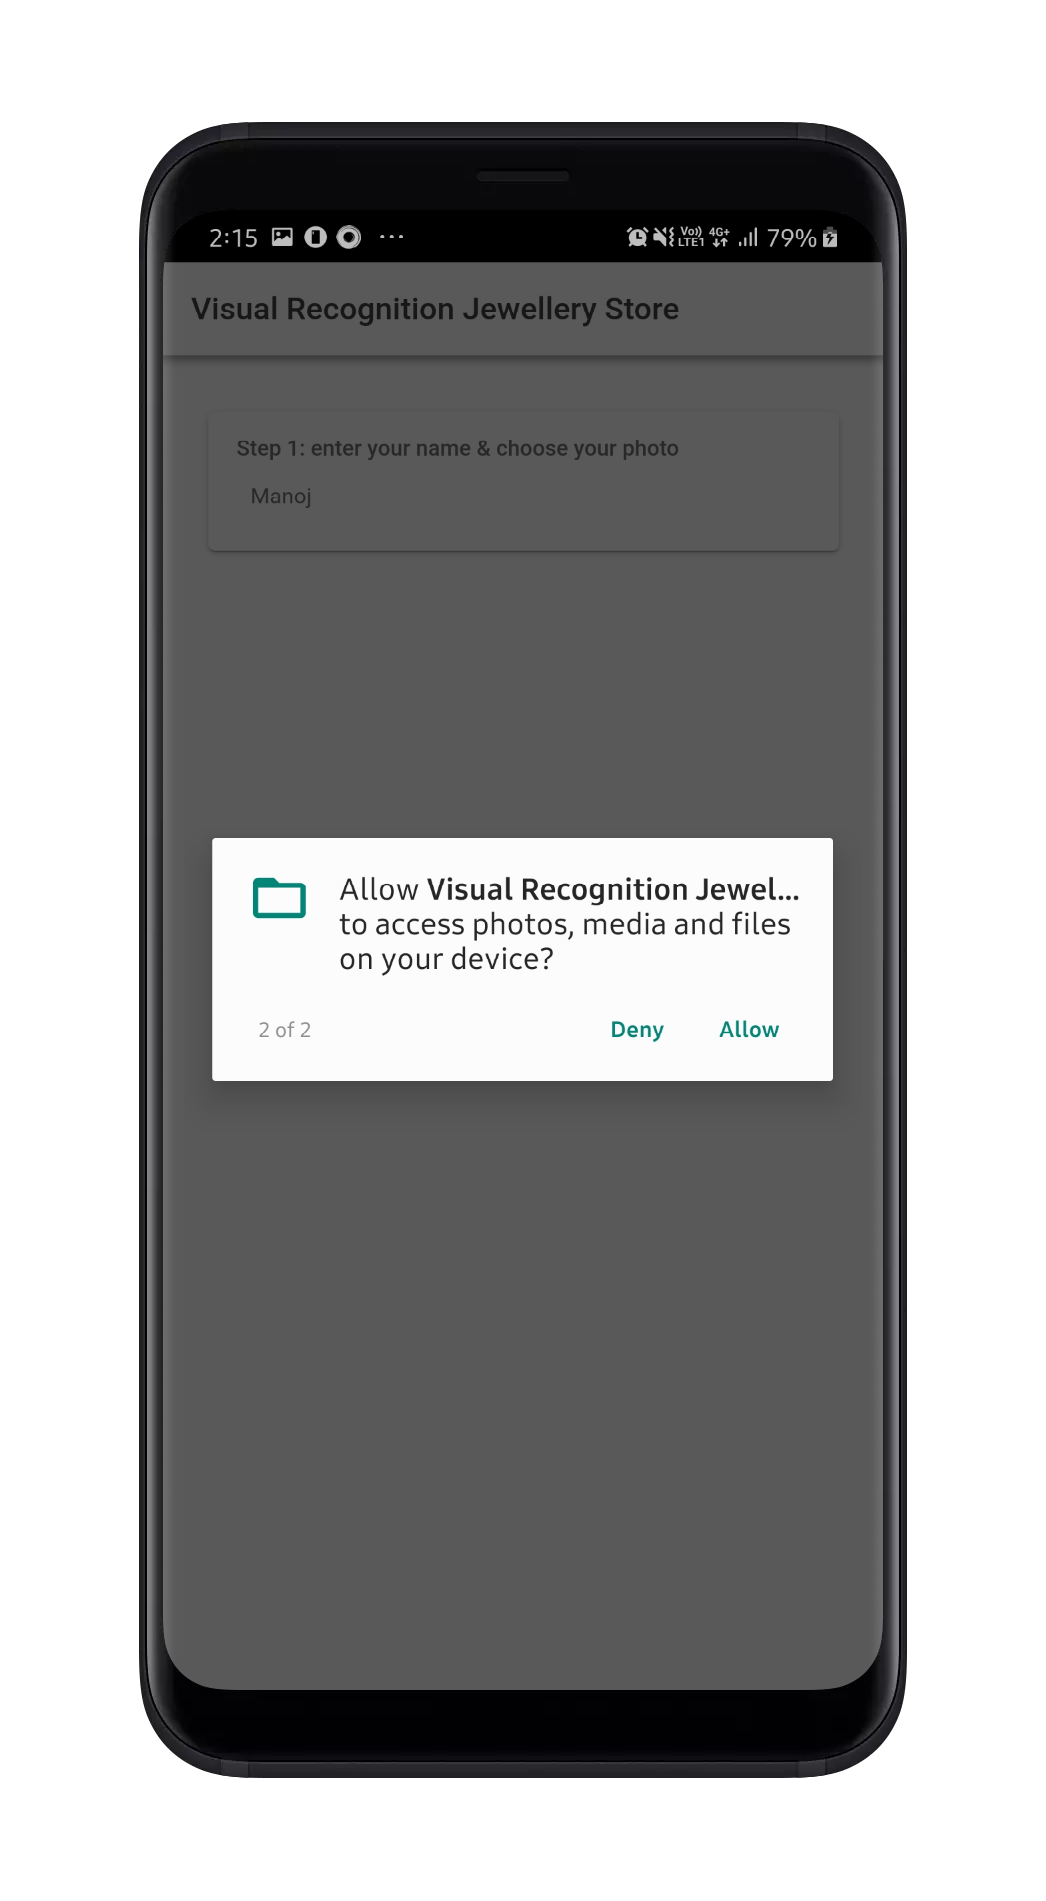 2:15
Vo))
LTE1
4G+
79%
Visual Recognition Jewellery Store
Step 1: enter your name & choose your photo
Manoj
Allow Visual Recognition Jewel...
to access photos, media and files
on your device?
2 of 2
Deny
Allow